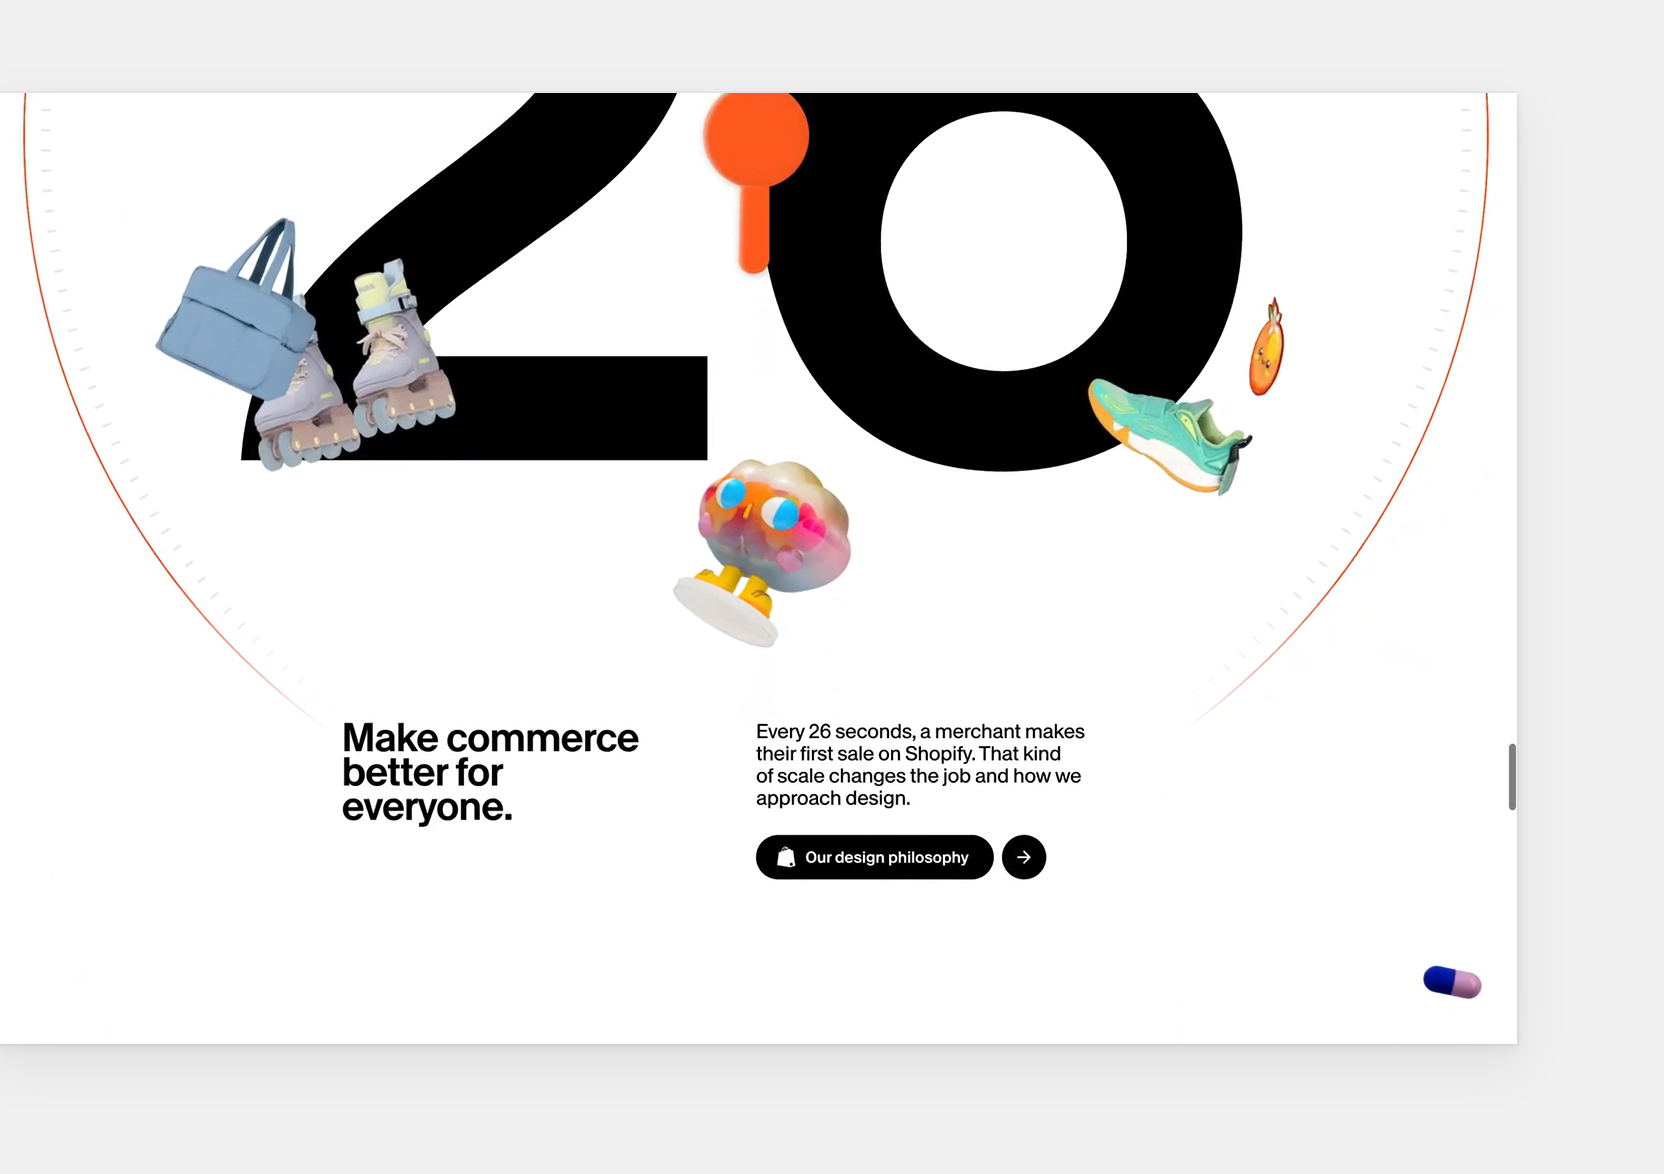 26
Make commerce
better for
everyone.
Every 26 seconds, a merchant makes
their first sale on Shopify. That kind
of scale changes the job and how we
approach design.
Our design philosophy